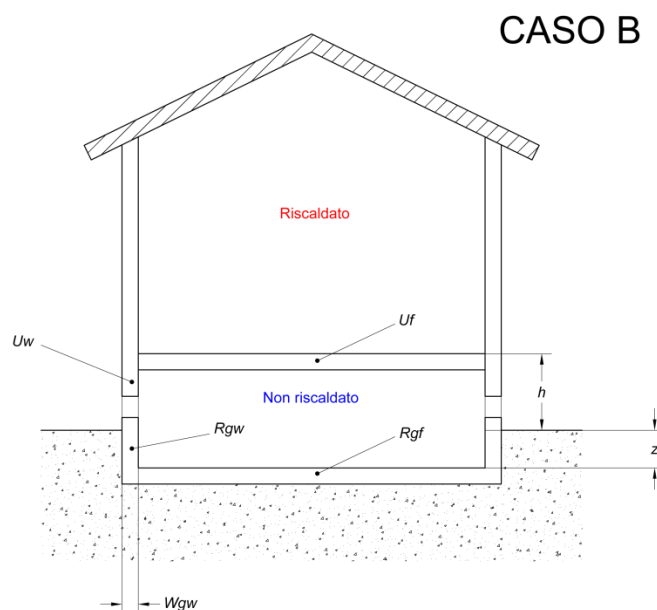 CASO B
Riscaldato
Uf
Uw
Non riscaldato
h
Rgw
Rgf
z
Wgw